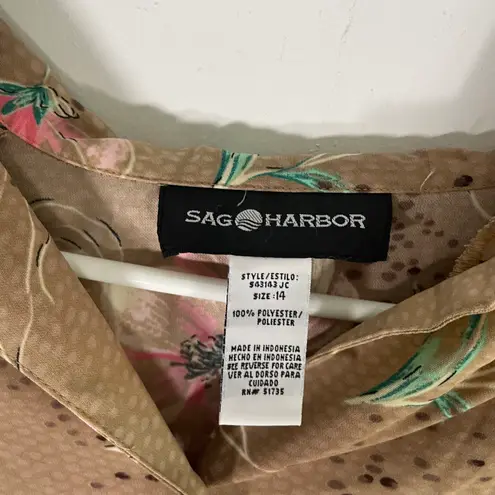 SAG HARBOR
STYLE/ESTILO:
S43143 JC
SIZE: 14
100% POLYESTER/
POLIESTER
MADE IN INDONESIA
HECHO EN INDONESIA
SEE REVERSE FOR CARE
VER AL DORSO PARA
CUIDADO
RN# 51735